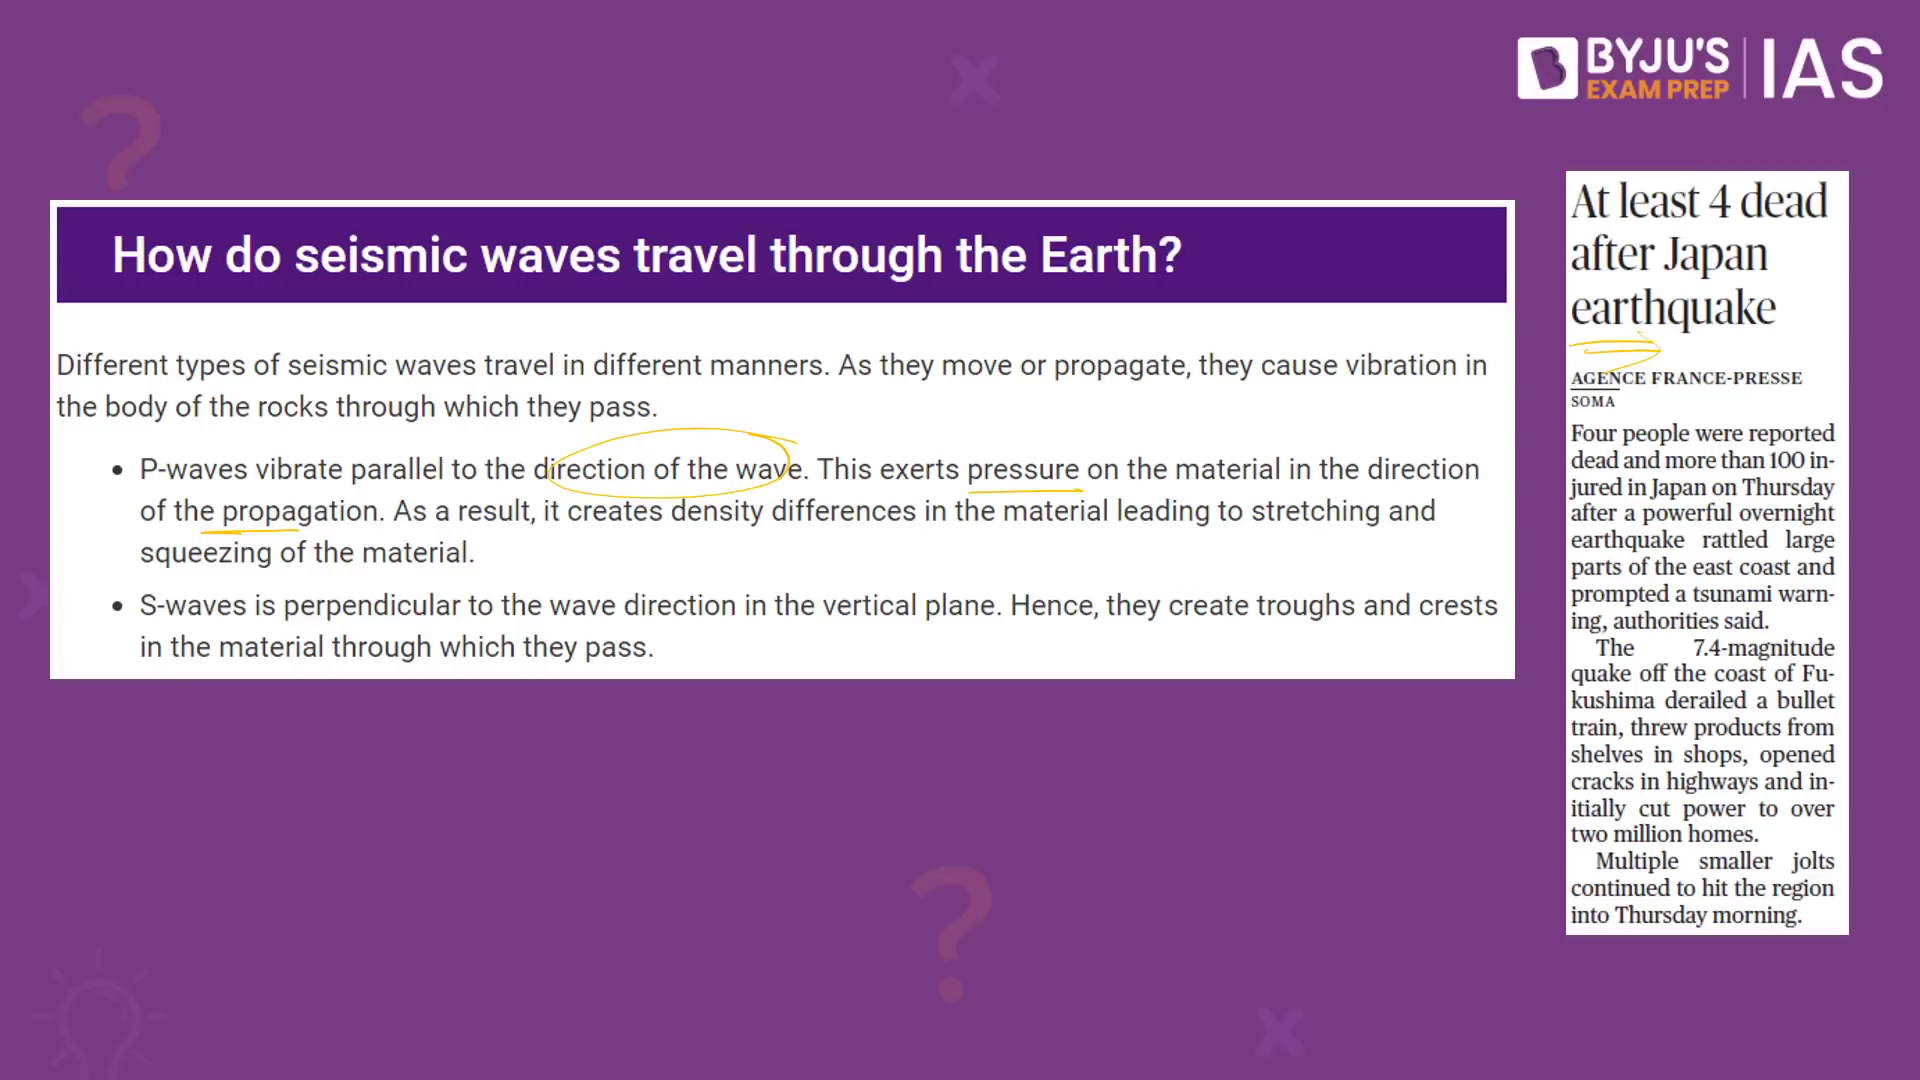 BYJU'S
EXAM PREP
IAS
How do seismic waves travel through the Earth?
Different types of seismic waves travel in different manners. As they move or propagate, they cause vibration in
the body of the rocks through which they pass.
• P-waves vibrate parallel to the direction of the wave. This exerts pressure on the material in the direction
of the propagation. As a result, it creates density differences in the material leading to stretching and
squeezing of the material.
• S-waves is perpendicular to the wave direction in the vertical plane. Hence, they create troughs and crests
in the material through which they pass.
At least 4 dead
after Japan
earthquake
AGENCE FRANCE-PRESSE
SOMA
Four people were reported
dead and more than 100 in-
jured in Japan on Thursday
after a powerful overnight
earthquake rattled large
parts of the east coast and
prompted a tsunami warn-
ing, authorities said.
The 7.4-magnitude
quake off the coast of Fu-
kushima derailed a bullet
train, threw products from
shelves in shops, opened
cracks in highways and in-
itially cut power to over
two million homes.
Multiple smaller jolts
continued to hit the region
into Thursday morning.